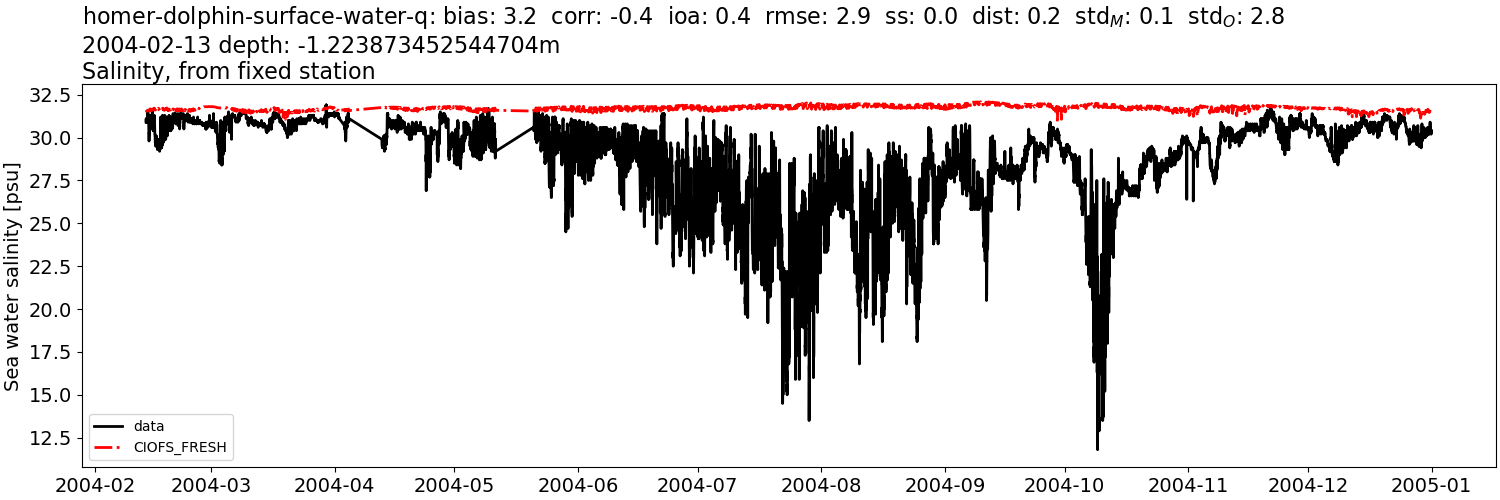 homer-dolphin-surface-water-q: bias: 3.2  corr: -0.4  ioa: 0.4  rmse: 2.9  ss: 0.0  dist: 0.2  std_M: 0.1  std_O: 2.8
2004-02-13 depth: -1.223873452544704m
Salinity, from fixed station
Sea water salinity [psu]
32.5
30.0
27.5
25.0
22.5
20.0
17.5
15.0
12.5
data
CIOFS_FRESH
2004-02 2004-03 2004-04 2004-05 2004-06 2004-07 2004-08 2004-09 2004-10 2004-11 2004-12 2005-01